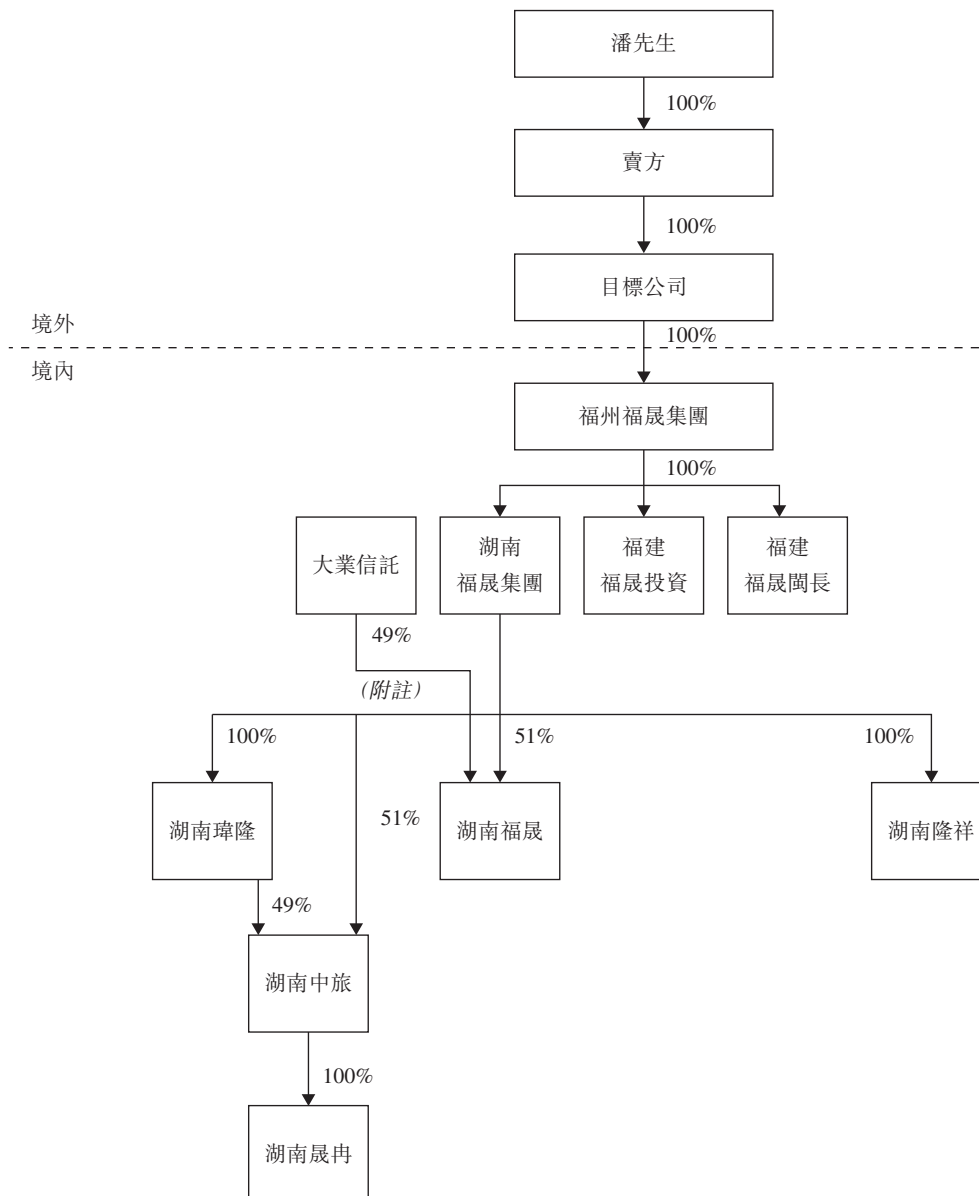 潘先生
100%
賣方
100%
目標公司
境外
100%
境內
福州福晟集團
100%
大業信託
湖南
福晟集團
福建
福晟投資
福建
福晟閩長
49%
(附註)
100%
51%
100%
湖南瑋隆
51%
湖南福晟
湖南隆祥
49%
湖南中旅
100%
湖南晟冉